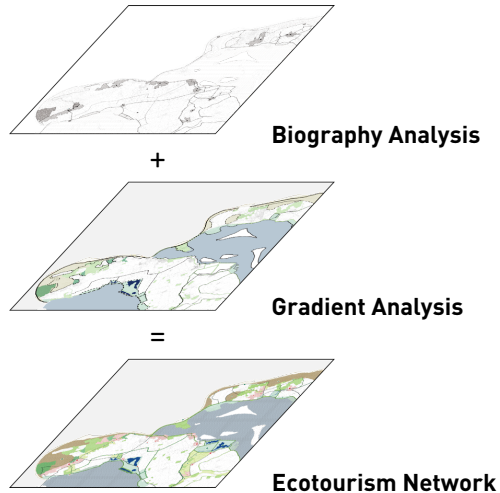 Biography Analysis
+
Gradient Analysis
=
Ecotourism Network